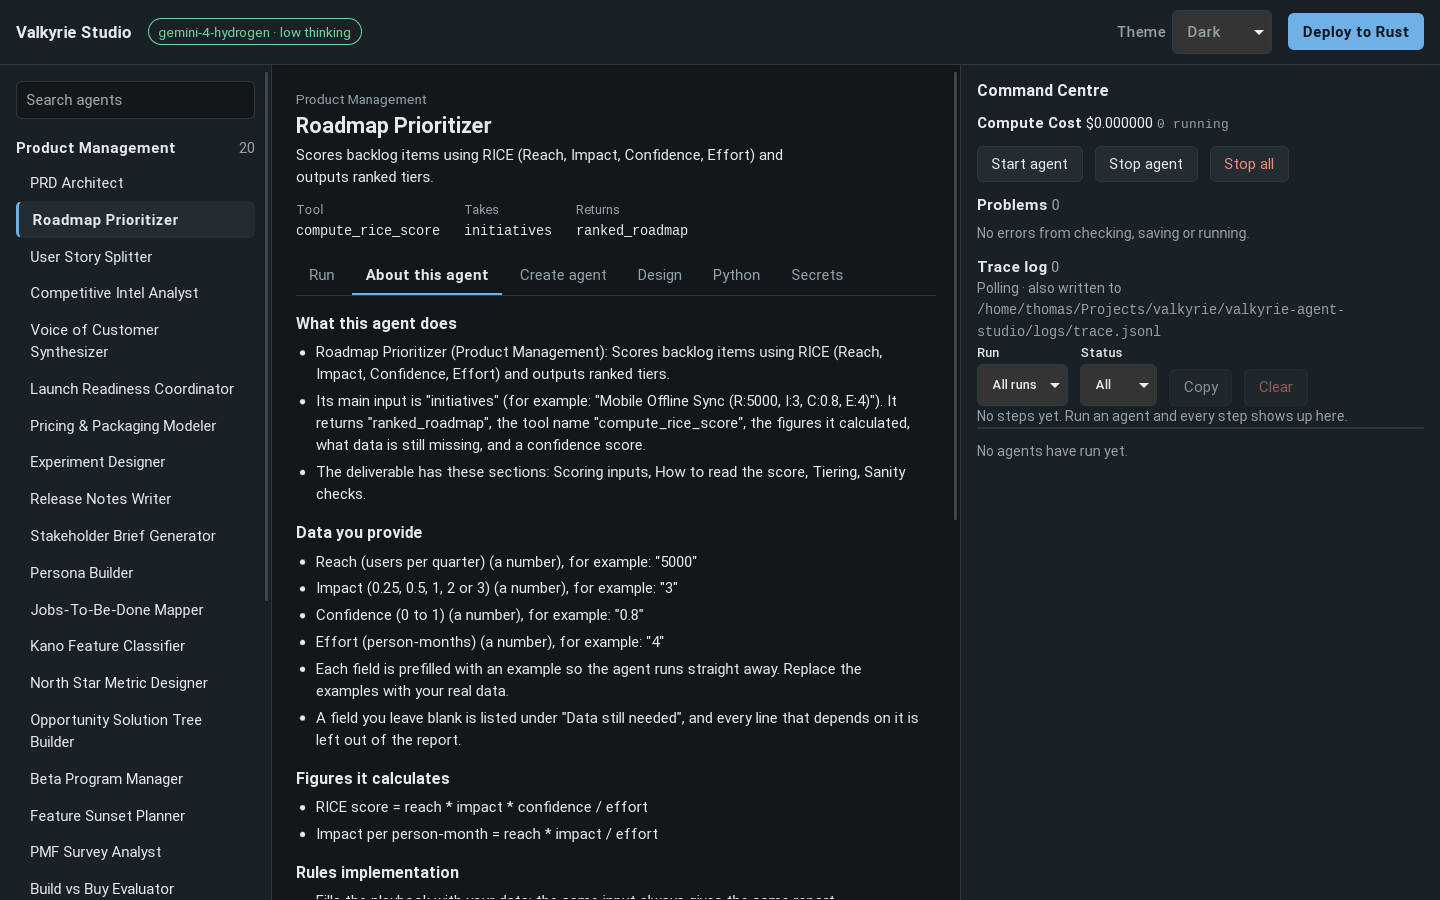 Valkyrie Studio
gemini-4-hydrogen · low thinking
Theme
Dark
Deploy to Rust
Search agents
Product Management 20
PRD Architect
Roadmap Prioritizer
User Story Splitter
Competitive Intel Analyst
Voice of Customer
Synthesizer
Launch Readiness Coordinator
Pricing & Packaging Modeler
Experiment Designer
Release Notes Writer
Stakeholder Brief Generator
Persona Builder
Jobs-To-Be-Done Mapper
Kano Feature Classifier
North Star Metric Designer
Opportunity Solution Tree
Builder
Beta Program Manager
Feature Sunset Planner
PMF Survey Analyst
Build vs Buy Evaluator
Product Management
Roadmap Prioritizer
Scores backlog items using RICE (Reach, Impact, Confidence, Effort) and
outputs ranked tiers.
Tool Takes Returns
compute_rice_score initiatives ranked_roadmap
Run About this agent Create agent Design Python Secrets
What this agent does
• Roadmap Prioritizer (Product Management): Scores backlog items using RICE (Reach,
Impact, Confidence, Effort) and outputs ranked tiers.
• Its main input is "initiatives" (for example: "Mobile Offline Sync (R:5000, I:3, C:0.8, E:4)"). It
returns "ranked_roadmap", the tool name "compute_rice_score", the figures it calculated,
what data is still missing, and a confidence score.
• The deliverable has these sections: Scoring inputs, How to read the score, Tiering, Sanity
checks.
Data you provide
• Reach (users per quarter) (a number), for example: "5000"
• Impact (0.25, 0.5, 1, 2 or 3) (a number), for example: "3"
• Confidence (0 to 1) (a number), for example: "0.8"
• Effort (person-months) (a number), for example: "4"
• Each field is prefilled with an example so the agent runs straight away. Replace the
examples with your real data.
• A field you leave blank is listed under "Data still needed", and every line that depends on it is
left out of the report.
Figures it calculates
• RICE score = reach * impact * confidence / effort
• Impact per person-month = reach * impact / effort
Rules implementation
Fills the playbook with your data: the same input always gives the same report.
Command Centre
Compute Cost $0.000000 0 running
Start agent Stop agent Stop all
Problems 0
No errors from checking, saving or running.
Trace log 0
Polling · also written to
/home/thomas/Projects/valkyrie/valkyrie-agent-
studio/logs/trace.jsonl
Run Status
All runs All Copy Clear
No steps yet. Run an agent and every step shows up here.
No agents have run yet.